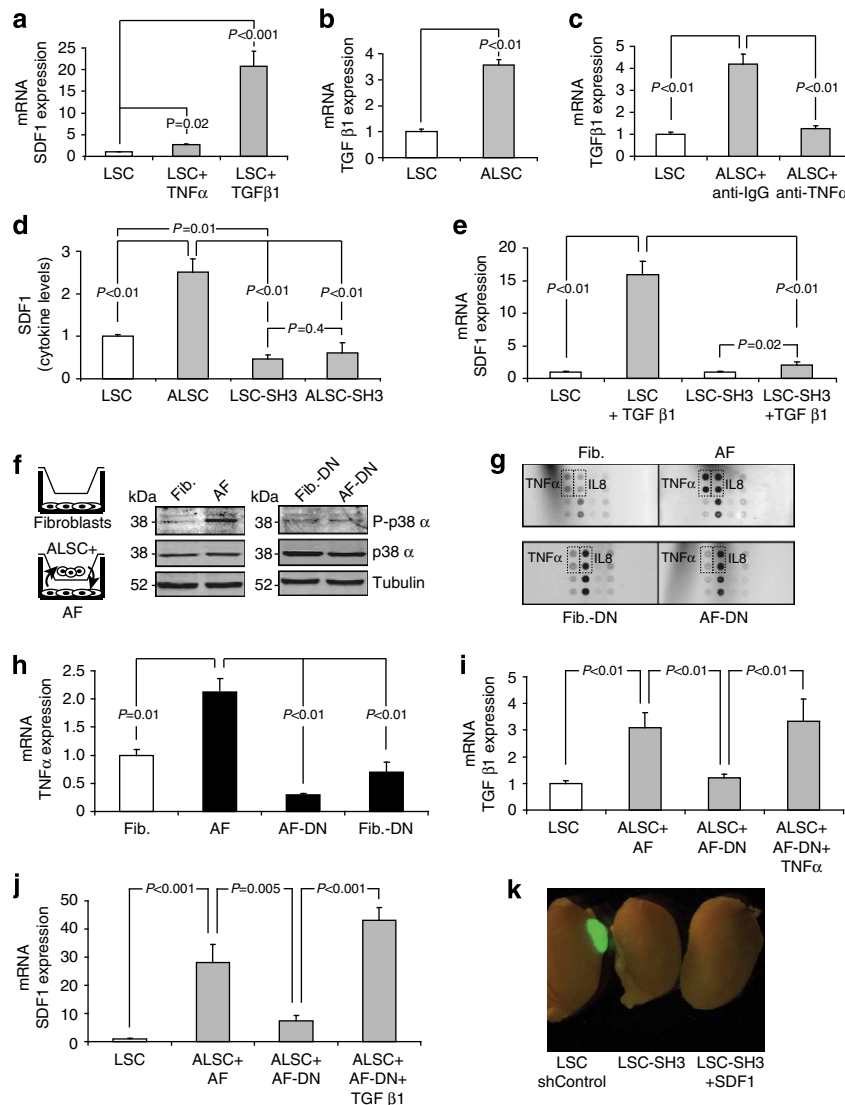 a
mRNA
SDF1 expression
25
20
15
10
5
0
P<0.001
P=0.02
LSC
LSC+
TNFα
LSC+
TGFβ1
b
mRNA
TGF β1 expression
4
3
2
1
0
P<0.01
LSC
ALSC
c
mRNA
TGFβ1 expression
5
4
3
2
1
0
P<0.01
P<0.01
LSC
ALSC+
anti-IgG
ALSC+
anti-TNFα
d
SDF1
(cytokine levels)
3
2
1
0
P=0.01
P<0.01
P<0.01
P<0.01
P=0.4
LSC
ALSC
LSC-SH3
ALSC-SH3
e
mRNA
SDF1 expression
20
15
10
5
0
P<0.01
P<0.01
P=0.02
LSC
LSC
+ TGF β1
LSC-SH3
LSC-SH3
+TGF β1
f
Fibroblasts
ALSC+
AF
kDa
Fib.
AF
kDa
Fib.-DN
AF-DN
38
38
P-p38 α
38
38
p38 α
52
52
Tubulin
g
Fib.
AF
TNFα
IL8
TNFα
IL8
TNFα
IL8
TNFα
IL8
Fib.-DN
AF-DN
h
mRNA
TNFα expression
2.5
2.0
1.5
1.0
0.5
0
P=0.01
P<0.01
P<0.01
Fib.
AF
AF-DN
Fib.-DN
i
mRNA
TGF β1 expression
5
4
3
2
1
0
P<0.01
P<0.01
P<0.01
LSC
ALSC+
AF
ALSC+
AF-DN
ALSC+
AF-DN+
TNFα
j
mRNA
SDF1 expression
50
40
30
20
10
0
P<0.001
P=0.005
P<0.001
LSC
ALSC+
AF
ALSC+
AF-DN
ALSC+
AF-DN+
TGF β1
k
LSC
shControl
LSC-SH3
LSC-SH3
+SDF1